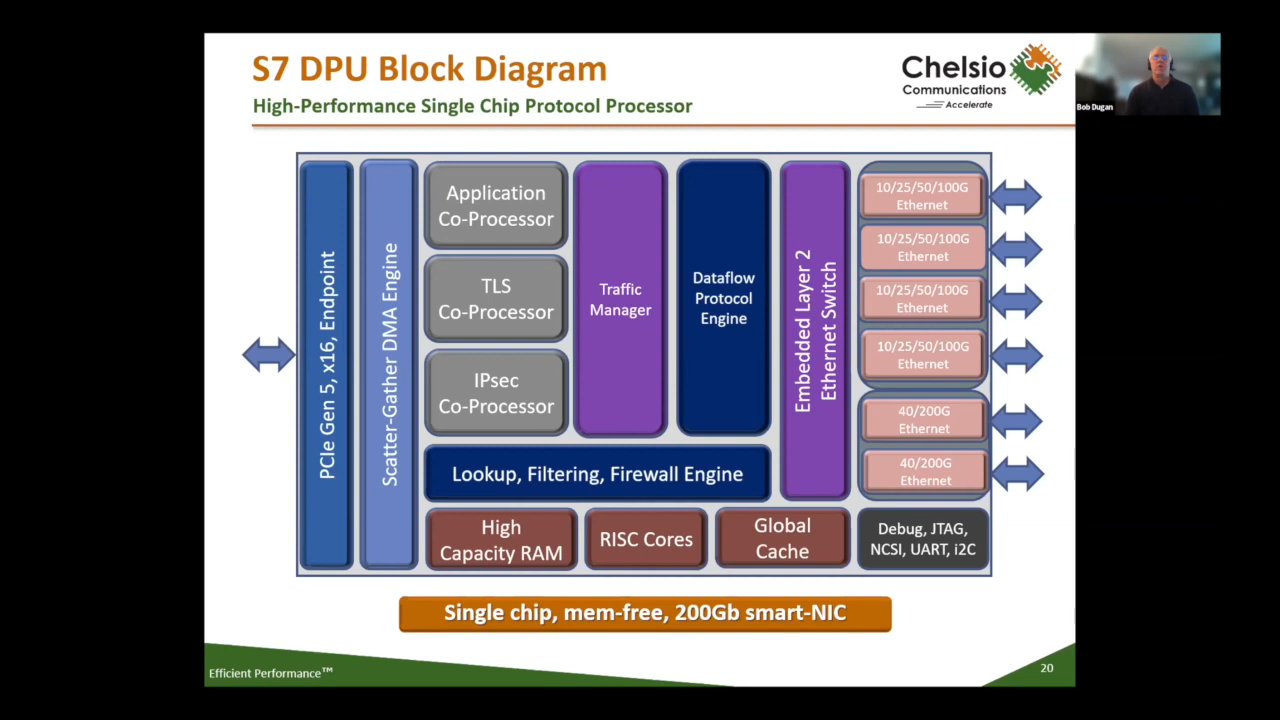 S7 DPU Block Diagram
High-Performance Single Chip Protocol Processor
Chelsio
Communications
Accelerate
Bob Dugan
PCIe Gen 5, x16, Endpoint
Scatter-Gather DMA Engine
Application
Co-Processor
TLS
Co-Processor
IPsec
Co-Processor
Traffic
Manager
Dataflow
Protocol
Engine
Embedded Layer 2
Ethernet Switch
10/25/50/100G
Ethernet
10/25/50/100G
Ethernet
10/25/50/100G
Ethernet
10/25/50/100G
Ethernet
40/200G
Ethernet
40/200G
Ethernet
Lookup, Filtering, Firewall Engine
High
Capacity RAM
RISC Cores
Global
Cache
Debug, JTAG,
NCSI, UART, i2C
Single chip, mem-free, 200Gb smart-NIC
Efficient Performance™
20